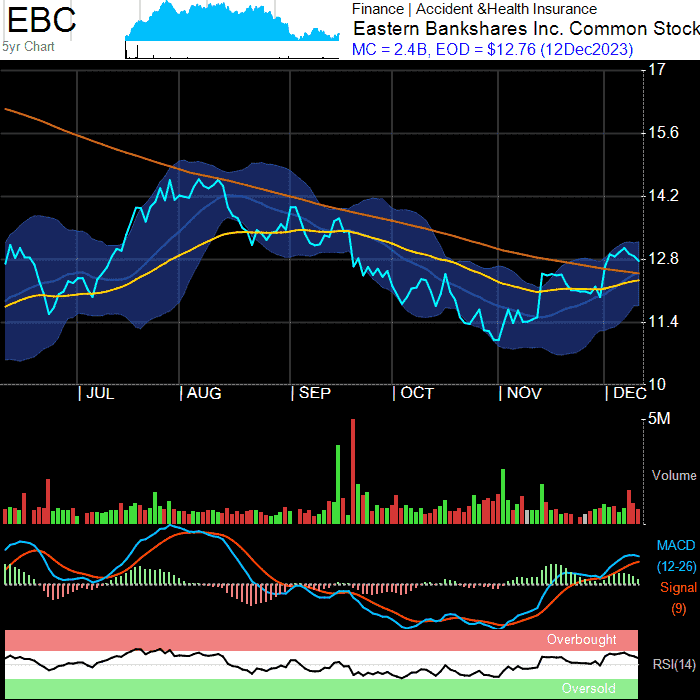 EBC
5yr Chart
Finance | Accident &Health Insurance
Eastern Bankshares Inc. Common Stock
MC = 2.4B, EOD = $12.76 (12Dec2023)
17
15.6
14.2
12.8
11.4
10
| JUL | AUG | SEP | OCT | NOV | DEC
5M
Volume
MACD
(12-26)
Signal
(9)
Overbought
RSI(14)
Oversold